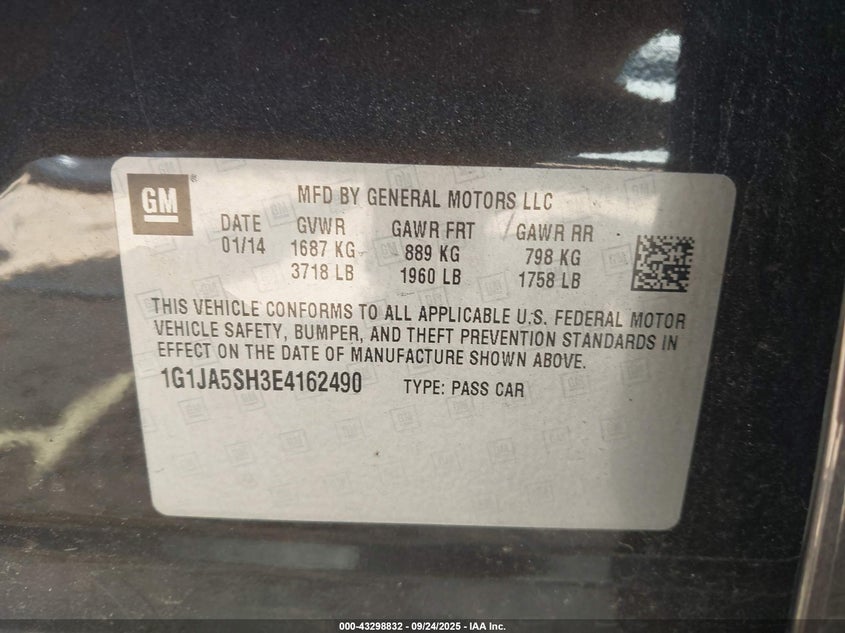 GM
MFD BY GENERAL MOTORS LLC
DATE GVWR GAWR FRT GAWR RR
01/14 1687 KG 889 KG 798 KG
3718 LB 1960 LB 1758 LB
THIS VEHICLE CONFORMS TO ALL APPLICABLE U.S. FEDERAL MOTOR
VEHICLE SAFETY, BUMPER, AND THEFT PREVENTION STANDARDS IN
EFFECT ON THE DATE OF MANUFACTURE SHOWN ABOVE.
1G1JA5SH3E4162490 TYPE: PASS CAR
000-43298832 - 09/24/2025 - IAA Inc.